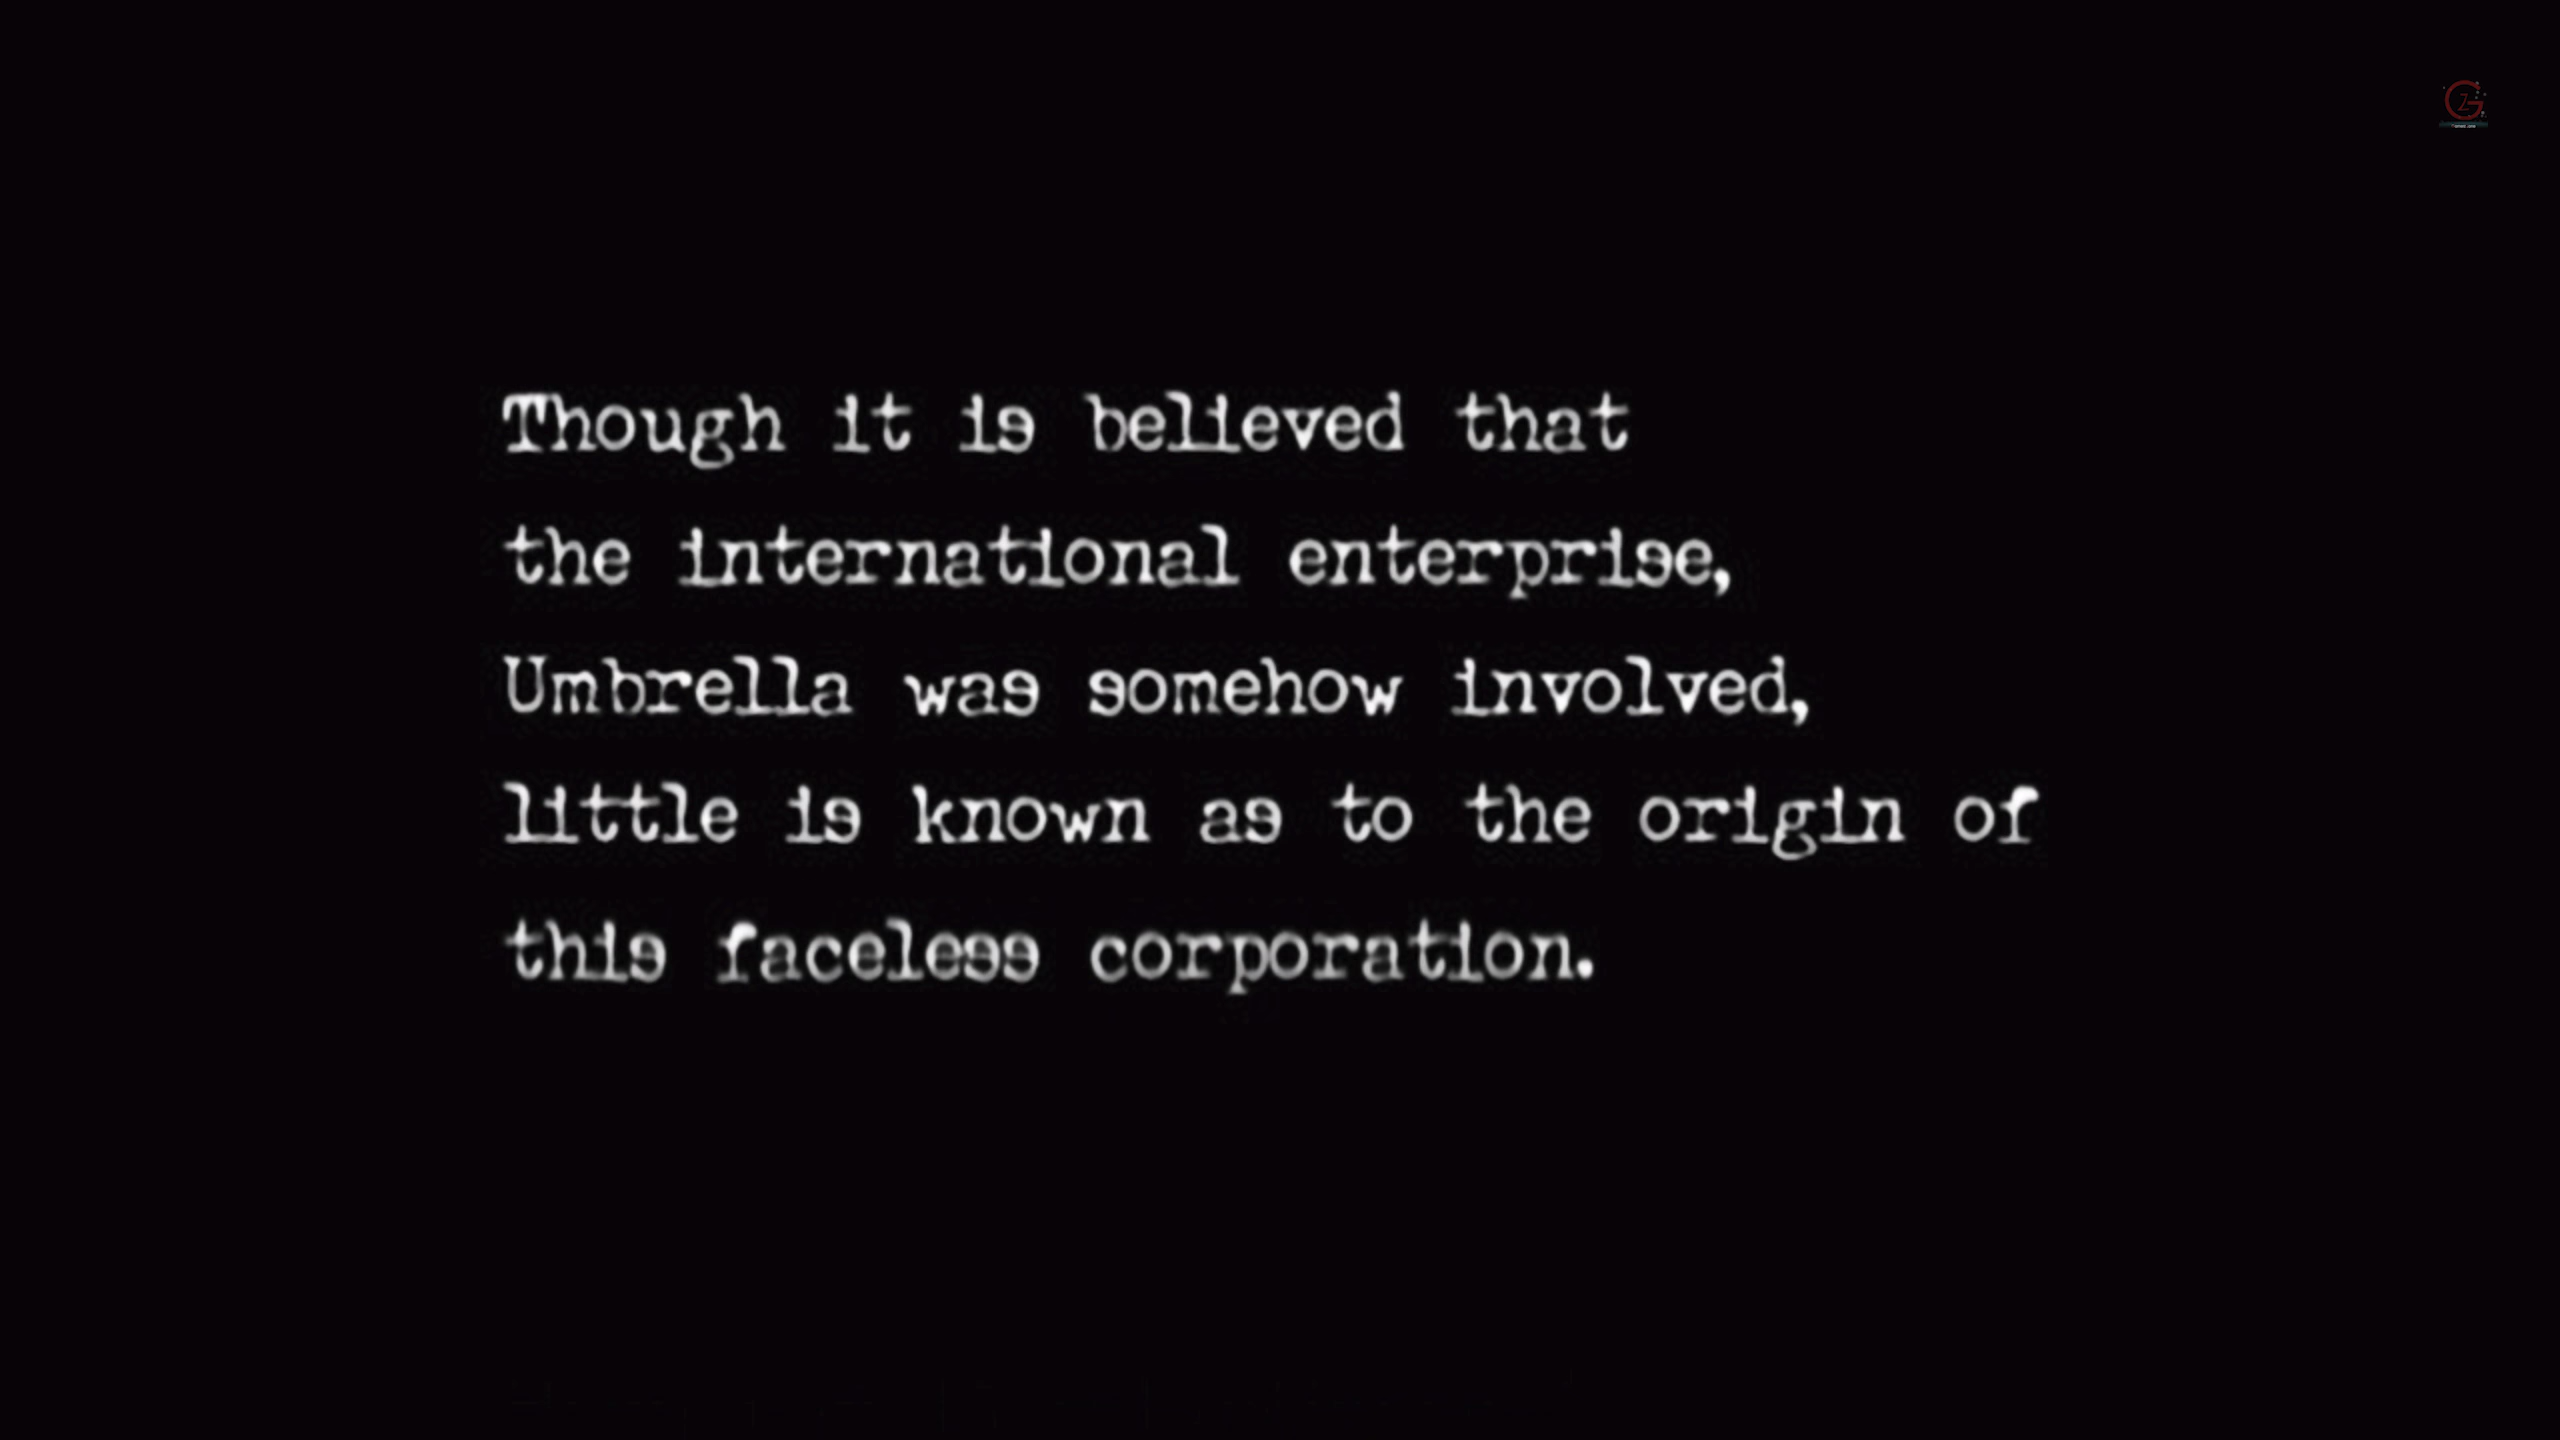 Though it is believed that
the international enterprise,
Umbrella was somehow involved,
little is known as to the origin of
this faceless corporation.